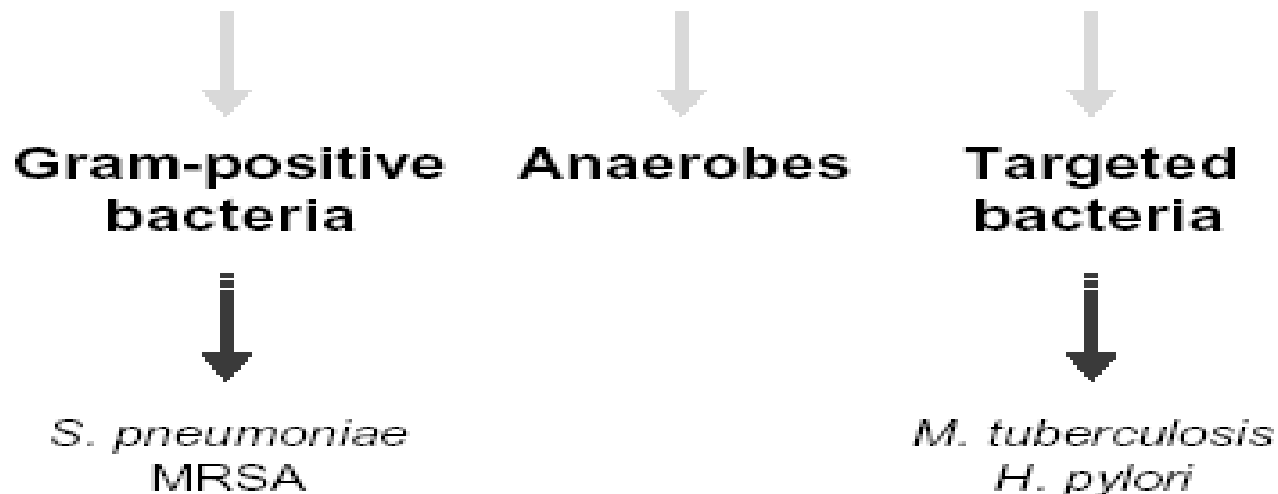 Gram-positive
bacteria
Anaerobes
Targeted
bacteria
S. pneumoniae
MRSA
M. tuberculosis
H. pylori